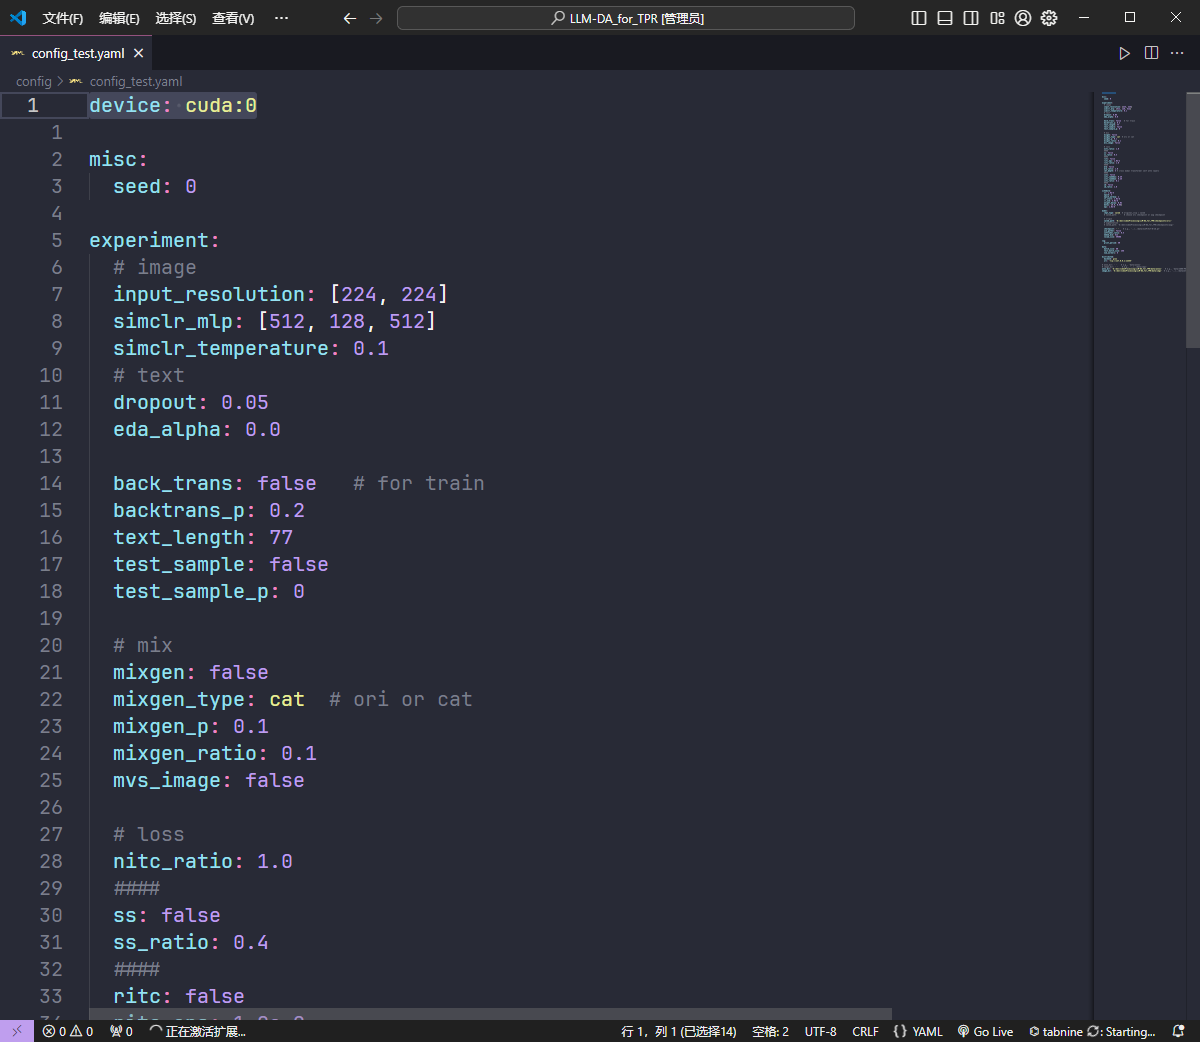 文件(F) 编辑(E) 选择(S) 查看(V) ··· LLM-DA_for_TPR [管理员]
config_test.yaml
config > config_test.yaml
1 device: cuda:0
1
2 misc:
3 seed: 0
4
5 experiment:
6 # image
7 input_resolution: [224, 224]
8 simclr_mlp: [512, 128, 512]
9 simclr_temperature: 0.1
10 # text
11 dropout: 0.05
12 eda_alpha: 0.0
13
14 back_trans: false # for train
15 backtrans_p: 0.2
16 text_length: 77
17 test_sample: false
18 test_sample_p: 0
19
20 # mix
21 mixgen: false
22 mixgen_type: cat # ori or cat
23 mixgen_p: 0.1
24 mixgen_ratio: 0.1
25 mvs_image: false
26
27 # loss
28 nitc_ratio: 1.0
29 ####
30 ss: false
31 ss_ratio: 0.4
32 ####
33 ritc: false
0 0 0 正在激活扩展... 行 1，列 1 (已选择14) 空格: 2 UTF-8 CRLF {} YAML Go Live tabnine : Starting...